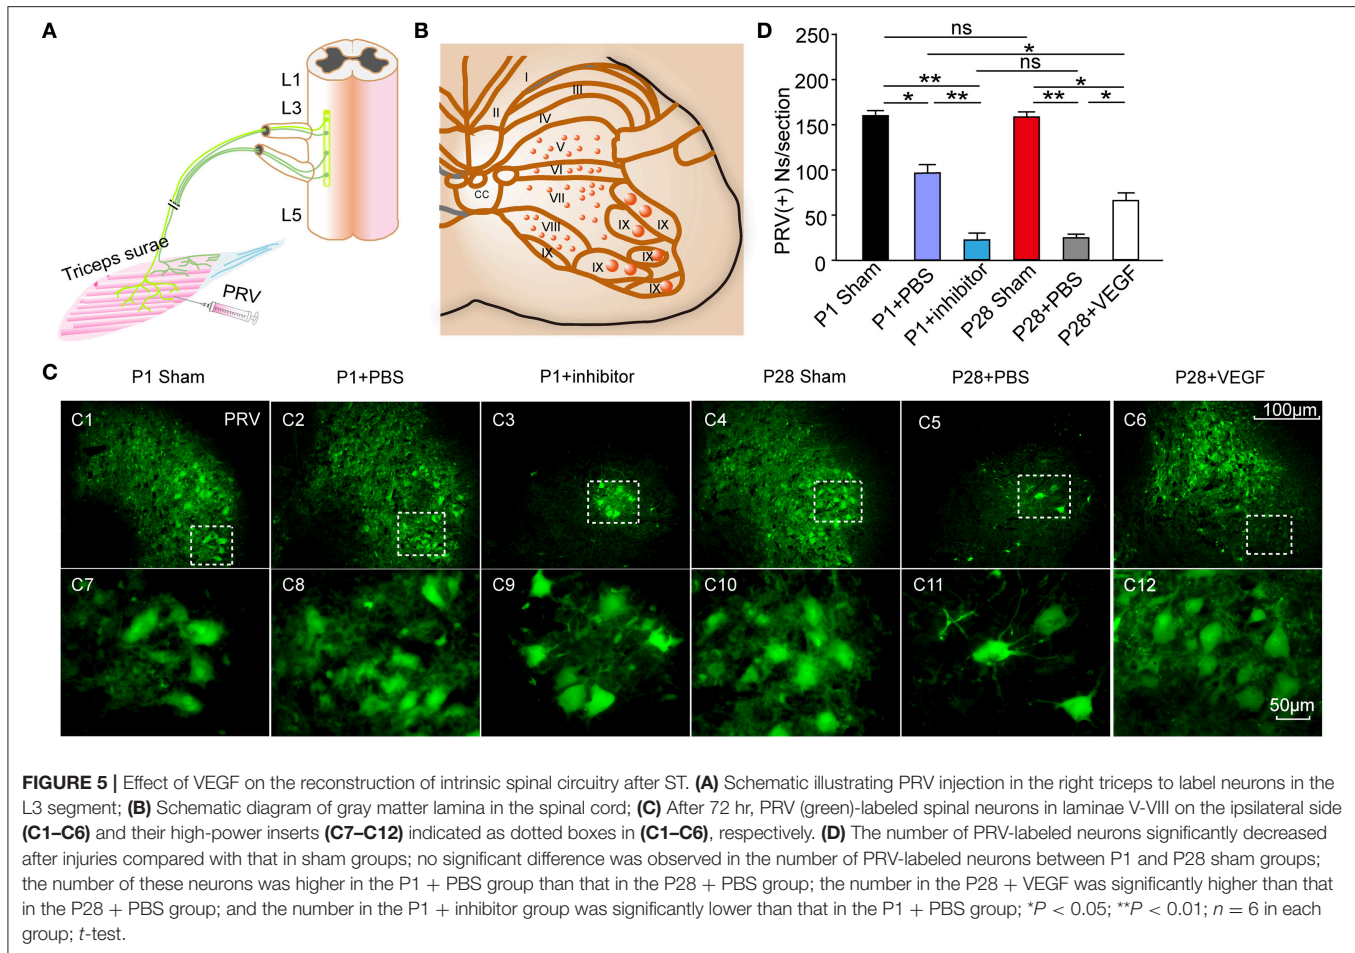 A
L1
L3
L5
Triceps surae
PRV
B
I
II
III
IV
V
VI
CC
VII
VIII
IX
IX
IX
IX
IX
IX
D
PRV(+) Ns/section
250
200
150
100
50
0
ns
*
ns
** *
* ** ** *
P1 Sham
P1+PBS
P1+inhibitor
P28 Sham
P28+PBS
P28+VEGF
C
P1 Sham P1+PBS P1+inhibitor P28 Sham P28+PBS P28+VEGF
C1 PRV C2 C3 C4 C5 C6 100μm
C7 C8 C9 C10 C11 C12 50μm
FIGURE 5 | Effect of VEGF on the reconstruction of intrinsic spinal circuitry after ST. (A) Schematic illustrating PRV injection in the right triceps to label neurons in the
L3 segment; (B) Schematic diagram of gray matter lamina in the spinal cord; (C) After 72 hr, PRV (green)-labeled spinal neurons in laminae V-VIII on the ipsilateral side
(C1–C6) and their high-power inserts (C7–C12) indicated as dotted boxes in (C1–C6), respectively. (D) The number of PRV-labeled neurons significantly decreased
after injuries compared with that in sham groups; no significant difference was observed in the number of PRV-labeled neurons between P1 and P28 sham groups;
the number of these neurons was higher in the P1 + PBS group than that in the P28 + PBS group; the number in the P28 + VEGF was significantly higher than that
in the P28 + PBS group; and the number in the P1 + inhibitor group was significantly lower than that in the P1 + PBS group; *P < 0.05; **P < 0.01; n = 6 in each
group; t-test.